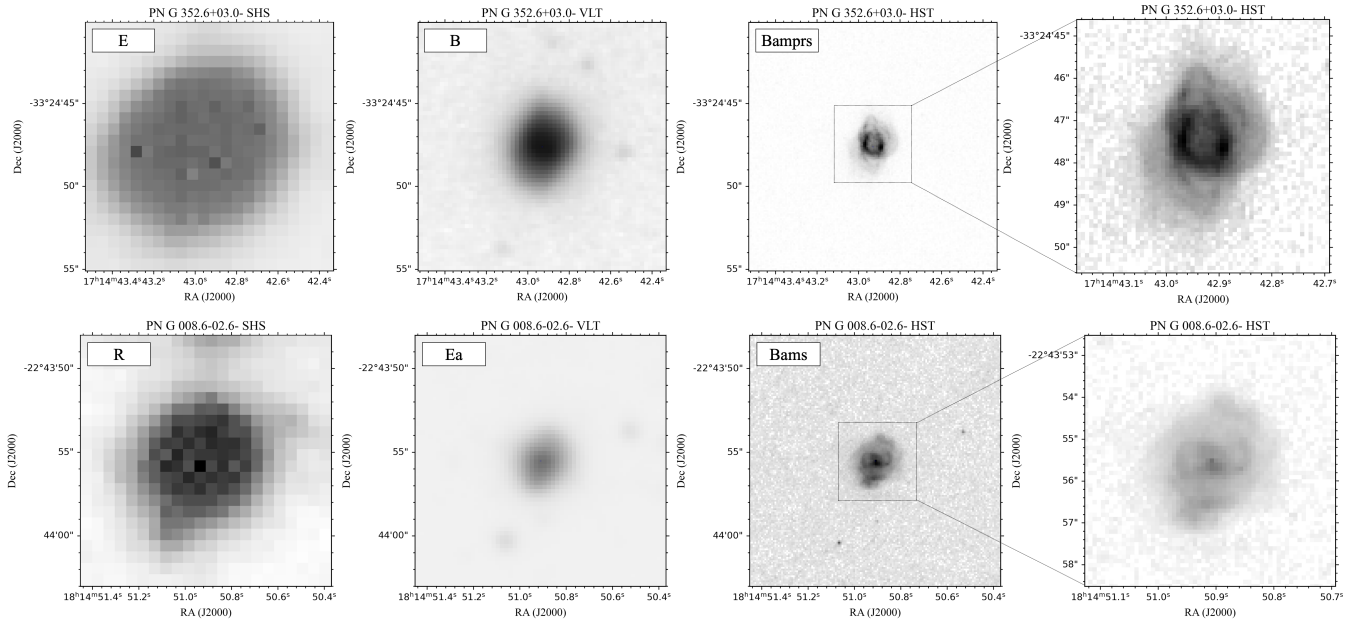 PN G 352.6+03.0- SHS
E
-33°24'45"
50"
55"
17ʰ14ᵐ43.4ˢ43.2ˢ 43.0ˢ 42.8ˢ 42.6ˢ 42.4ˢ
RA (J2000)
Dec (J2000)
PN G 352.6+03.0- VLT
B
-33°24'45"
50"
55"
17ʰ14ᵐ43.4ˢ43.2ˢ 43.0ˢ 42.8ˢ 42.6ˢ 42.4ˢ
RA (J2000)
Dec (J2000)
PN G 352.6+03.0- HST
Bamprs
-33°24'45"
50"
55"
17ʰ14ᵐ43.4ˢ43.2ˢ 43.0ˢ 42.8ˢ 42.6ˢ 42.4ˢ
RA (J2000)
Dec (J2000)
PN G 352.6+03.0- HST
-33°24'45"
46"
47"
48"
49"
50"
17ʰ14ᵐ43.1ˢ 43.0ˢ 42.9ˢ 42.8ˢ 42.7ˢ
RA (J2000)
Dec (J2000)
PN G 008.6-02.6- SHS
R
-22°43'50"
55"
44'00"
18ʰ14ᵐ51.4ˢ 51.2ˢ 51.0ˢ 50.8ˢ 50.6ˢ 50.4ˢ
RA (J2000)
Dec (J2000)
PN G 008.6-02.6- VLT
Ea
-22°43'50"
55"
44'00"
18ʰ14ᵐ51.4ˢ 51.2ˢ 51.0ˢ 50.8ˢ 50.6ˢ 50.4ˢ
RA (J2000)
Dec (J2000)
PN G 008.6-02.6- HST
Bams
-22°43'50"
55"
44'00"
18ʰ14ᵐ51.4ˢ 51.2ˢ 51.0ˢ 50.8ˢ 50.6ˢ 50.4ˢ
RA (J2000)
Dec (J2000)
PN G 008.6-02.6- HST
-22°43'53"
54"
55"
56"
57"
58"
18ʰ14ᵐ51.1ˢ 51.0ˢ 50.9ˢ 50.8ˢ 50.7ˢ
RA (J2000)
Dec (J2000)